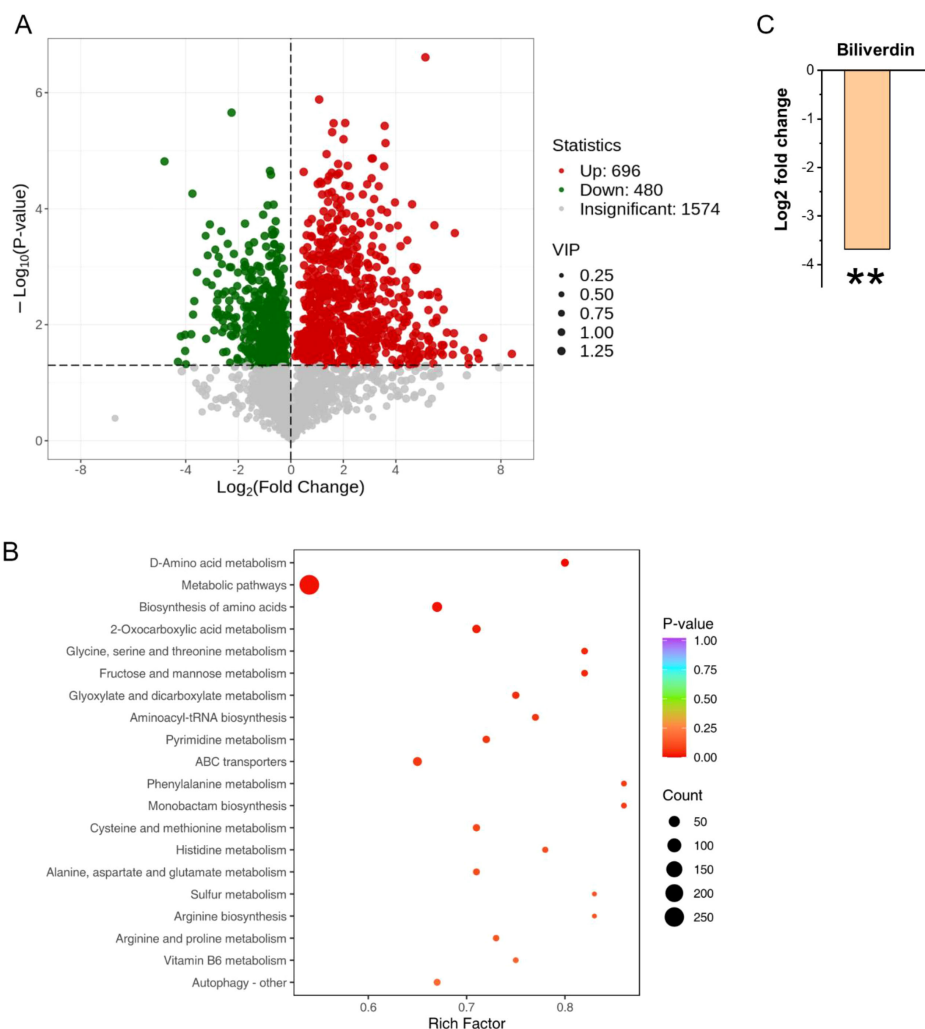 A
6
4
2
0
−Log10(P-value)
-8
-4
-2
0
2
4
8
Log2(Fold Change)
Statistics
Up: 696
Down: 480
Insignificant: 1574
VIP
0.25
0.50
0.75
1.00
1.25
C
Biliverdin
0
-1
-2
-3
-4
Log2 fold change
**
B
D-Amino acid metabolism
Metabolic pathways
Biosynthesis of amino acids
2-Oxocarboxylic acid metabolism
Glycine, serine and threonine metabolism
Fructose and mannose metabolism
Glyoxylate and dicarboxylate metabolism
Aminoacyl-tRNA biosynthesis
Pyrimidine metabolism
ABC transporters
Phenylalanine metabolism
Monobactam biosynthesis
Cysteine and methionine metabolism
Histidine metabolism
Alanine, aspartate and glutamate metabolism
Sulfur metabolism
Arginine biosynthesis
Arginine and proline metabolism
Vitamin B6 metabolism
Autophagy - other
0.6
0.7
0.8
Rich Factor
P-value
1.00
0.75
0.50
0.25
0.00
Count
50
100
150
200
250